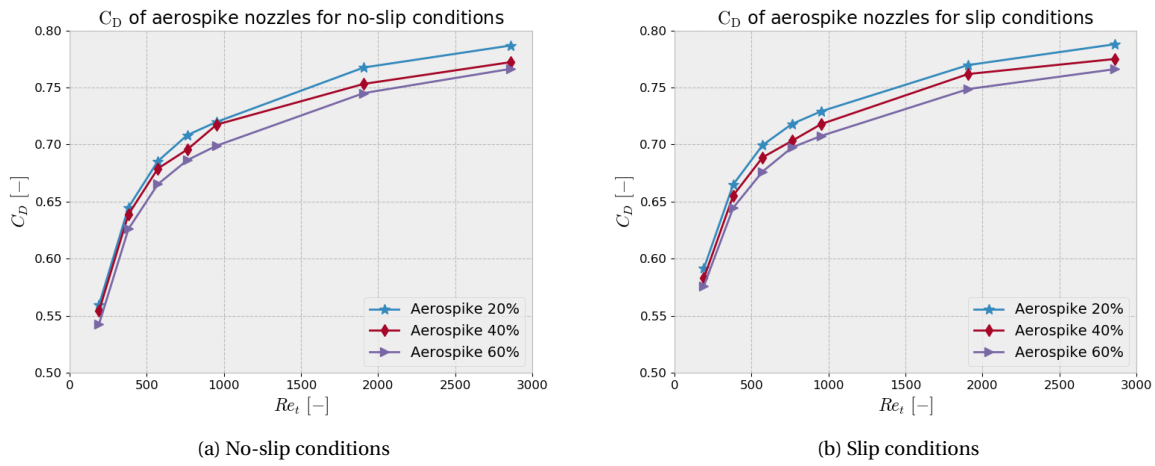 C_D of aerospike nozzles for no-slip conditions
0.80
0.75
0.70
0.65
0.60
0.55
0.50
C_D [−]
0 500 1000 1500 2000 2500 3000
Re_t [−]
Aerospike 20%
Aerospike 40%
Aerospike 60%
(a) No-slip conditions
C_D of aerospike nozzles for slip conditions
0.80
0.75
0.70
0.65
0.60
0.55
0.50
C_D [−]
0 500 1000 1500 2000 2500 3000
Re_t [−]
Aerospike 20%
Aerospike 40%
Aerospike 60%
(b) Slip conditions